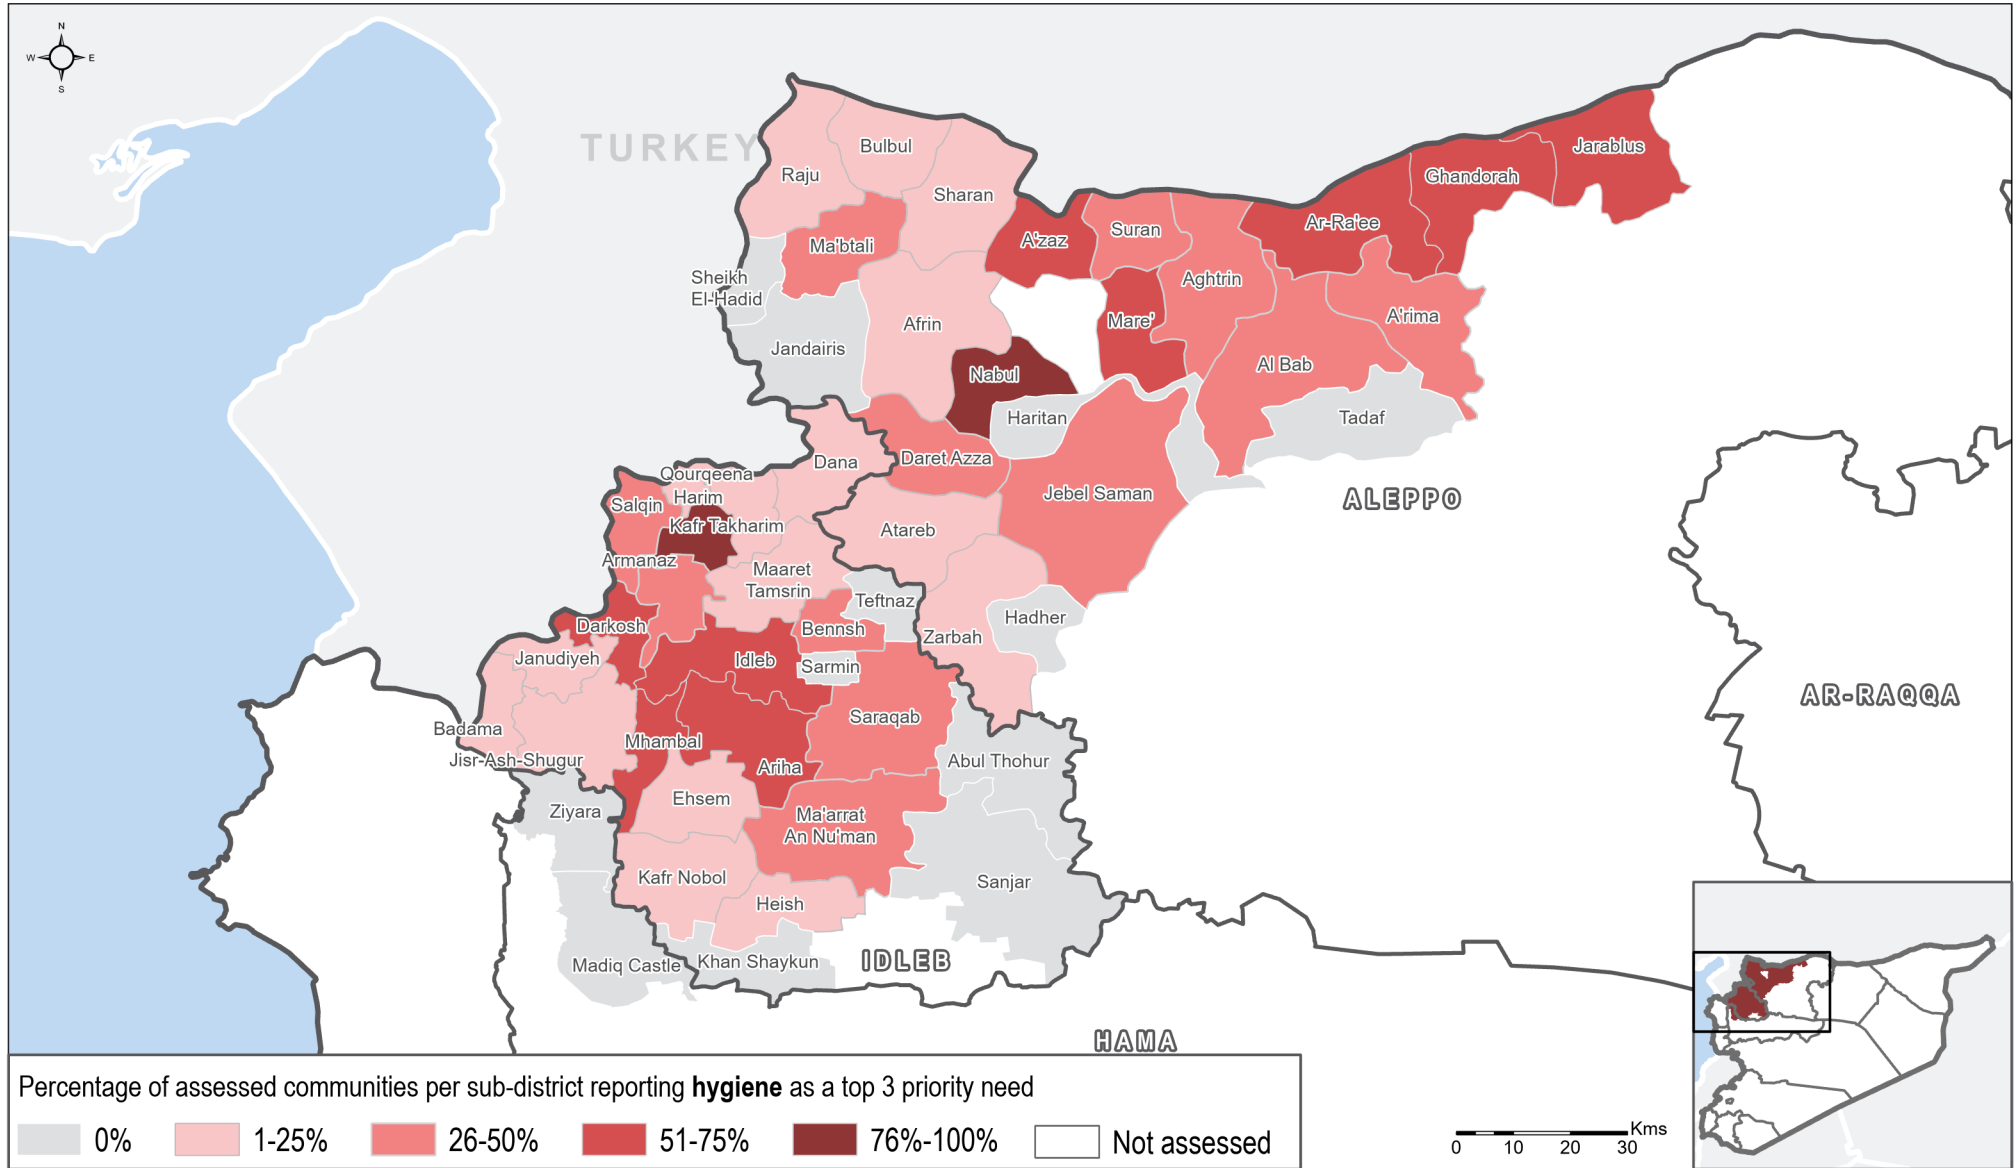 N
W
E
S
TURKEY
Bulbul
Raju
Sharan
Jarablus
Ghandorah
Ma'btali
A'zaz
Suran
Ar-Ra'ee
Sheikh
El-Hadid
Aghtrin
Afrin
Mare'
A'rima
Jandairis
Al Bab
Nabul
Haritan
Tadaf
Dana
Daret Azza
Qourqeena
Harim
Salqin
Jebel Saman
ALEPPO
Kafr Takharim
Atareb
Armanaz
Maaret
Tamsrin
Teftnaz
Hadher
Darkosh
Bennsh
Zarbah
Janudiyeh
Idleb
Sarmin
AR-RAQQA
Saraqab
Badama
Mhambal
Jisr-Ash-Shugur
Ariha
Abul Thohur
Ehsem
Ziyara
Ma'arrat
An Nu'man
Kafr Nobol
Sanjar
Heish
Madiq Castle
Khan Shaykun
IDLEB
HAMA
Percentage of assessed communities per sub-district reporting hygiene as a top 3 priority need
0%
1-25%
26-50%
51-75%
76%-100%
Not assessed
Kms
0 10 20 30